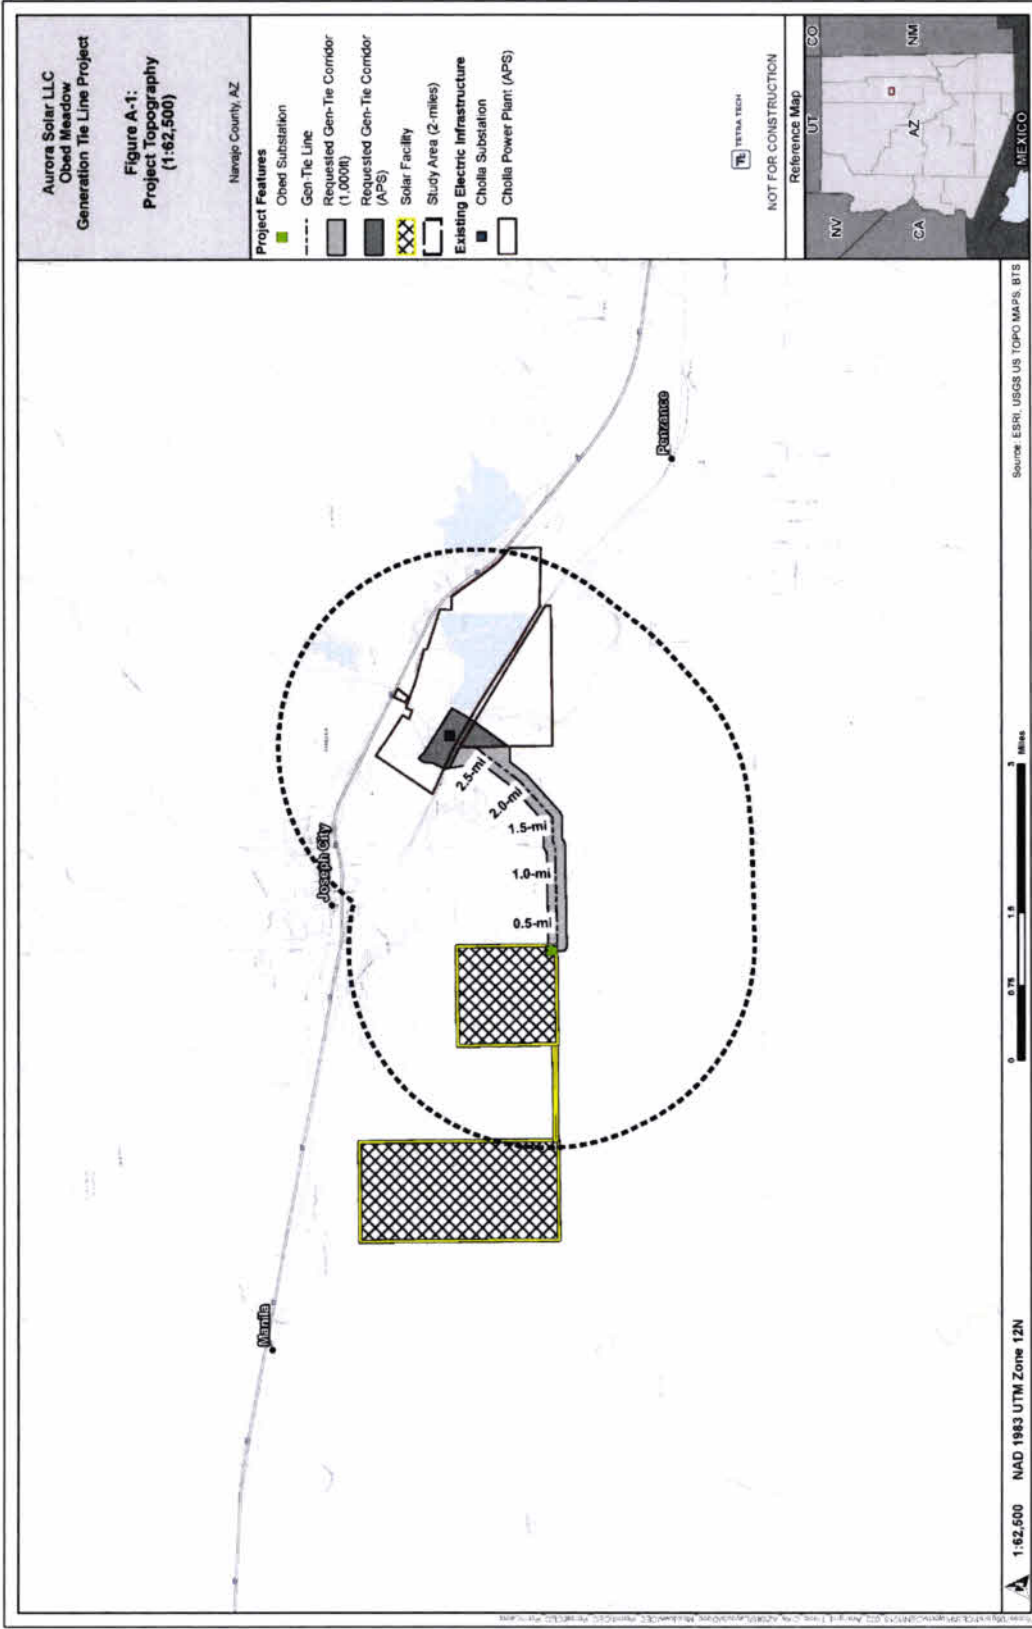 Aurora Solar LLC
Obed Meadow
Generation Tie Line Project
Figure A-1:
Project Topography
(1:62,500)
Navajo County, AZ
Project Features
Obed Substation
Gen-Tie Line
Requested Gen-Tie Corridor
(1,000ft)
Requested Gen-Tie Corridor
(APS)
Solar Facility
Study Area (2-miles)
Existing Electric Infrastructure
Cholla Substation
Cholla Power Plant (APS)
TETRA TECH
NOT FOR CONSTRUCTION
Reference Map
NV
UT
CO
CA
AZ
NM
MEXICO
Manila
Joseph City
Penzance
0.5-mi
1.0-mi
1.5-mi
2.0-mi
2.5-mi
1:62,500 NAD 1983 UTM Zone 12N
0 0.75 1.5 3
Miles
Source: ESRI, USGS US TOPO MAPS, BTS